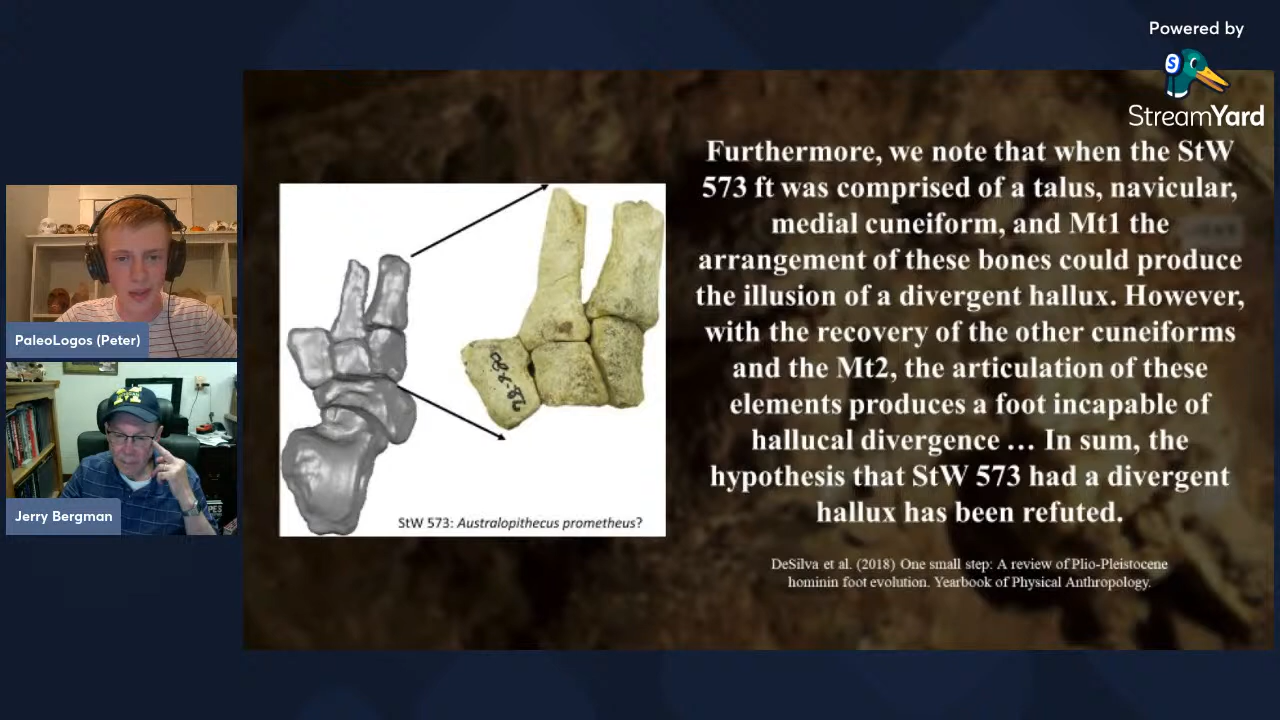 Powered by
S
StreamYard
Furthermore, we note that when the StW
573 ft was comprised of a talus, navicular,
medial cuneiform, and Mt1 the
arrangement of these bones could produce
the illusion of a divergent hallux. However,
with the recovery of the other cuneiforms
and the Mt2, the articulation of these
elements produces a foot incapable of
hallucal divergence … In sum, the
hypothesis that StW 573 had a divergent
hallux has been refuted.
DeSilva et al. (2018) One small step: A review of Plio-Pleistocene
hominin foot evolution. Yearbook of Physical Anthropology.
StW 573: Australopithecus prometheus?
PaleoLogos (Peter)
Jerry Bergman